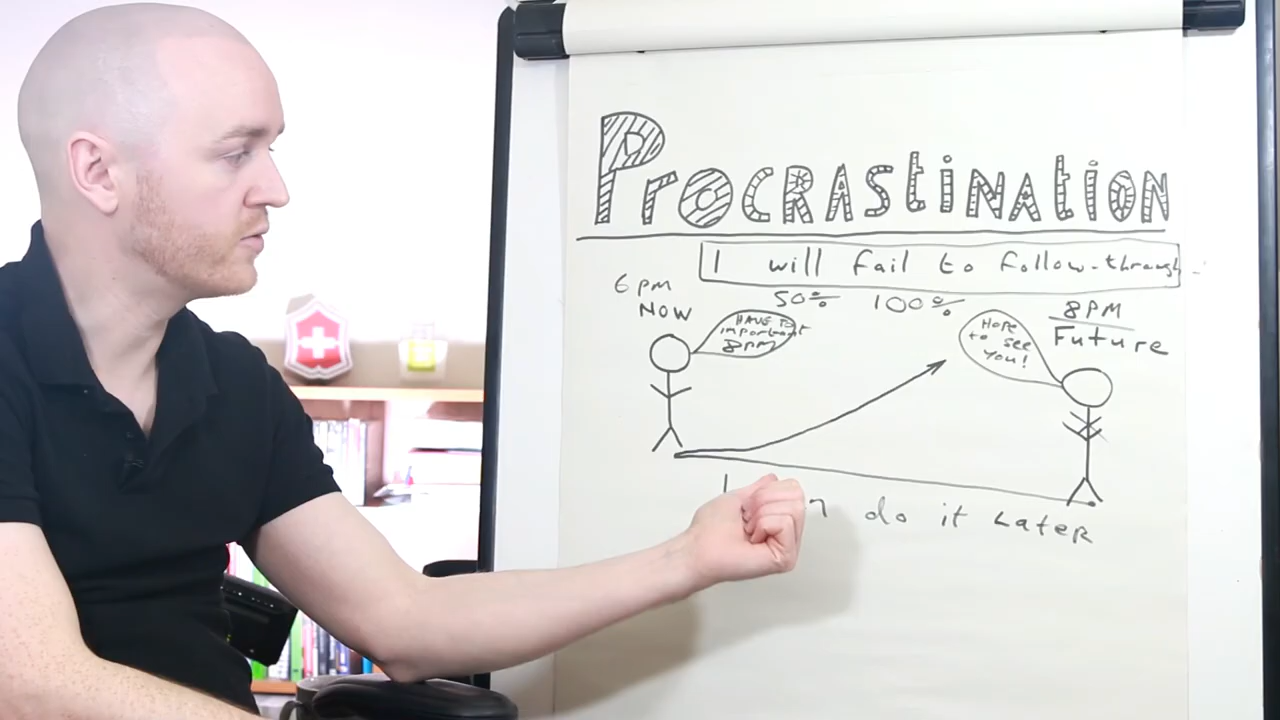 PROCRASTINATION
I will fail to follow-through
6pm
NOW
50% 100%
8PM
Future
HAVE TO
important
8pm
HOPE
to see
You!
do it Later